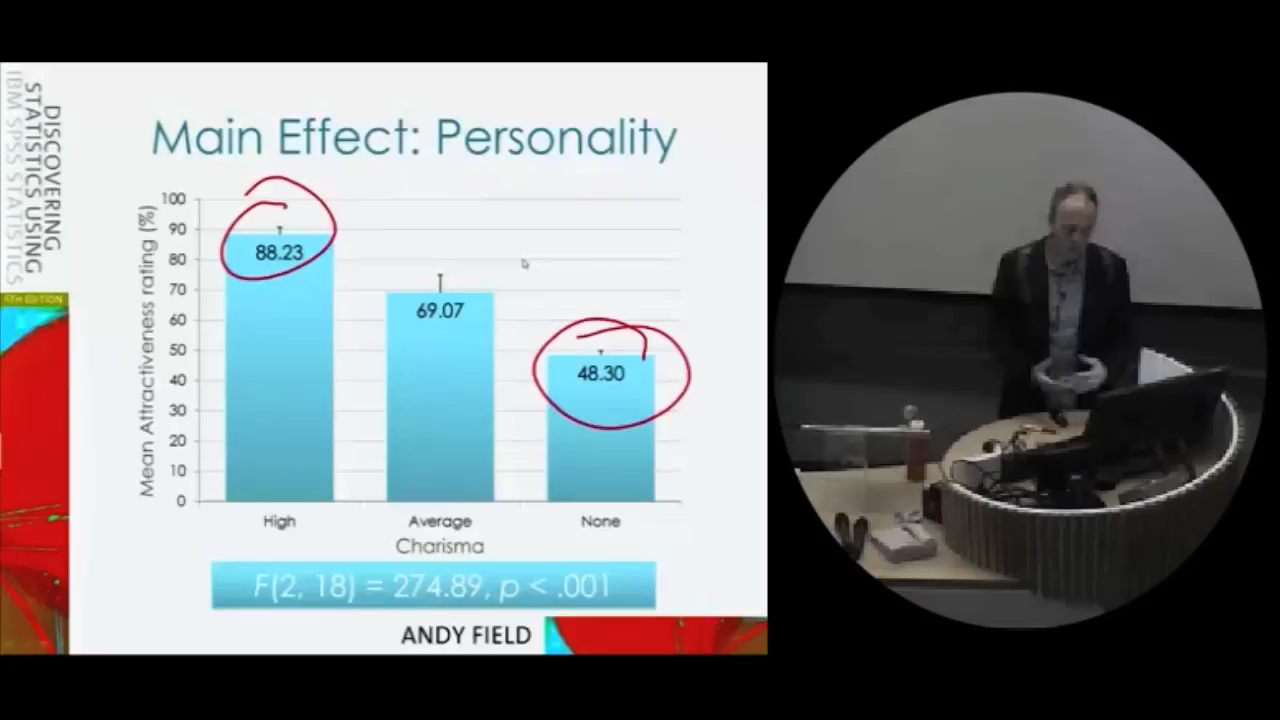 DISCOVERING
STATISTICS USING
IBM SPSS STATISTICS
Main Effect: Personality
Mean Attractiveness rating (%)
100
90
80
70
60
50
40
30
20
10
0
88.23
69.07
48.30
High Average None
Charisma
F(2, 18) = 274.89, p < .001
ANDY FIELD